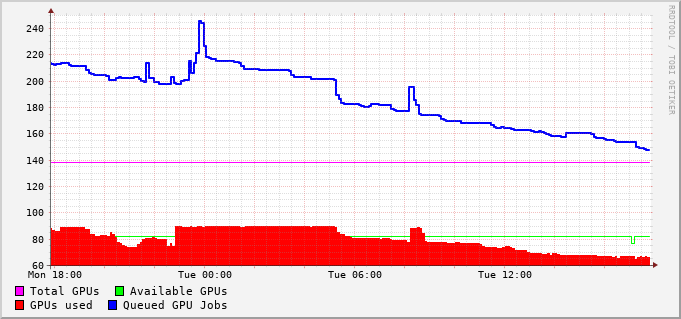 240
220
200
180
160
140
120
100
80
60
Mon 18:00 Tue 00:00 Tue 06:00 Tue 12:00
Total GPUs Available GPUs
GPUs used Queued GPU Jobs
RRDTOOL / TOBI OETIKER